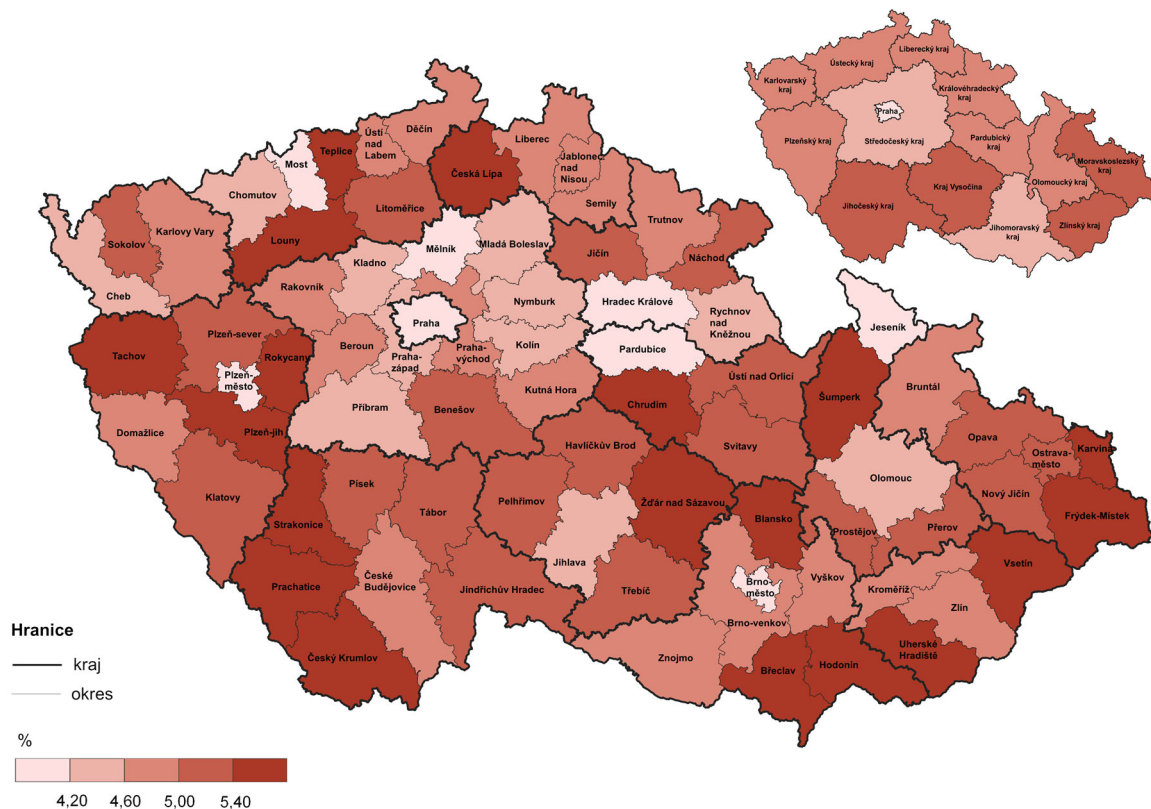 Ústecký kraj
Liberecký kraj
Karlovarský
kraj
Královéhradecký
kraj
Praha
Středočeský kraj
Plzeňský kraj
Pardubický
kraj
Moravskoslezský
kraj
Kraj Vysočina
Olomoucký kraj
Jihočeský kraj
Jihomoravský
kraj
Zlínský kraj
Děčín
Ústí
nad
Labem
Teplice
Most
Liberec
Jablonec
nad
Nisou
Česká Lípa
Chomutov
Litoměřice
Semily
Trutnov
Karlovy Vary
Sokolov
Louny
Mladá Boleslav
Mělník
Jičín
Náchod
Kladno
Cheb
Rakovník
Nymburk
Hradec Králové
Rychnov
nad
Kněžnou
Praha
Jeseník
Plzeň-sever
Tachov
Rokycany
Beroun
Praha-
západ
Praha-
východ
Kolín
Pardubice
Plzeň-
město
Ústí nad Orlicí
Šumperk
Bruntál
Kutná Hora
Příbram
Benešov
Chrudim
Domažlice
Plzeň-jih
Havlíčkův Brod
Svitavy
Opava
Ostrava-
město
Karviná
Olomouc
Klatovy
Písek
Tábor
Pelhřimov
Žďár nad Sázavou
Nový Jičín
Frýdek-Místek
Strakonice
Blansko
Prostějov
Přerov
Jihlava
Vsetín
Prachatice
České
Budějovice
Jindřichův Hradec
Třebíč
Brno-
město
Vyškov
Kroměříž
Zlín
Brno-venkov
Uherské
Hradiště
Český Krumlov
Znojmo
Břeclav
Hodonín
Hranice
kraj
okres
%
4,20 4,60 5,00 5,40